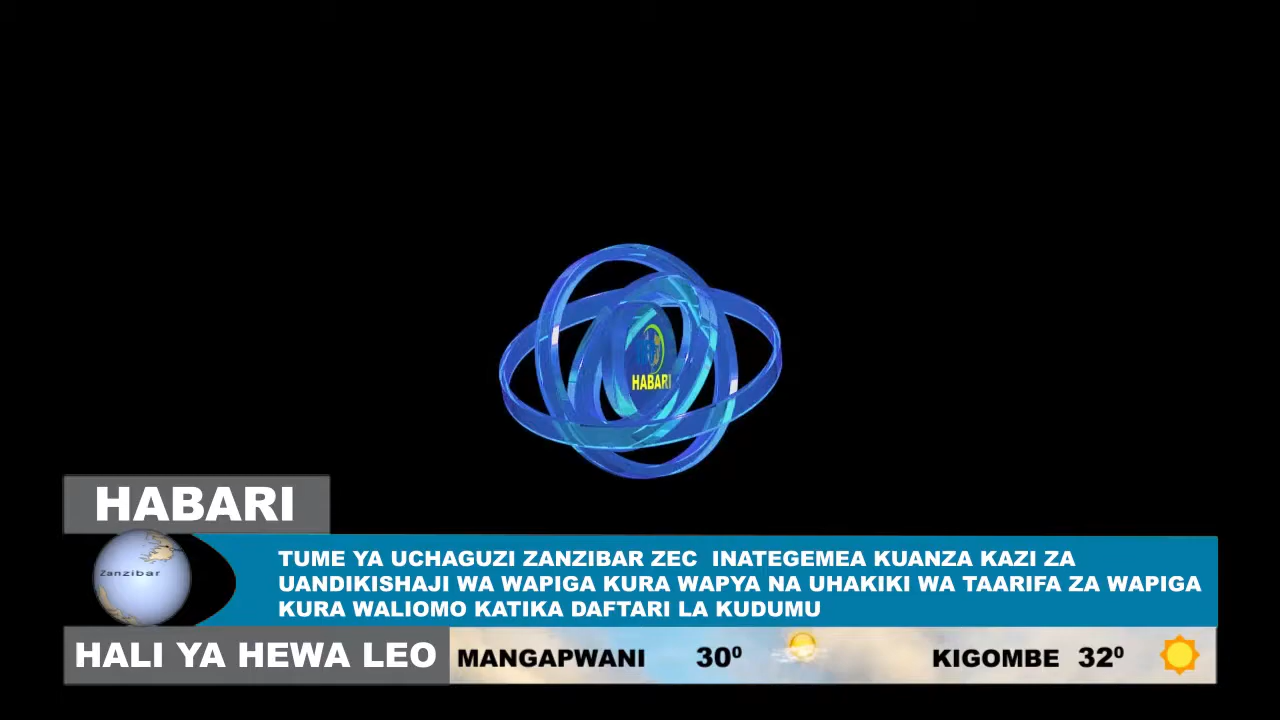 HABARI
HABARI
Zanzibar
TUME YA UCHAGUZI ZANZIBAR ZEC INATEGEMEA KUANZA KAZI ZA
UANDIKISHAJI WA WAPIGA KURA WAPYA NA UHAKIKI WA TAARIFA ZA WAPIGA
KURA WALIOMO KATIKA DAFTARI LA KUDUMU
HALI YA HEWA LEO MANGAPWANI 30⁰ KIGOMBE 32⁰